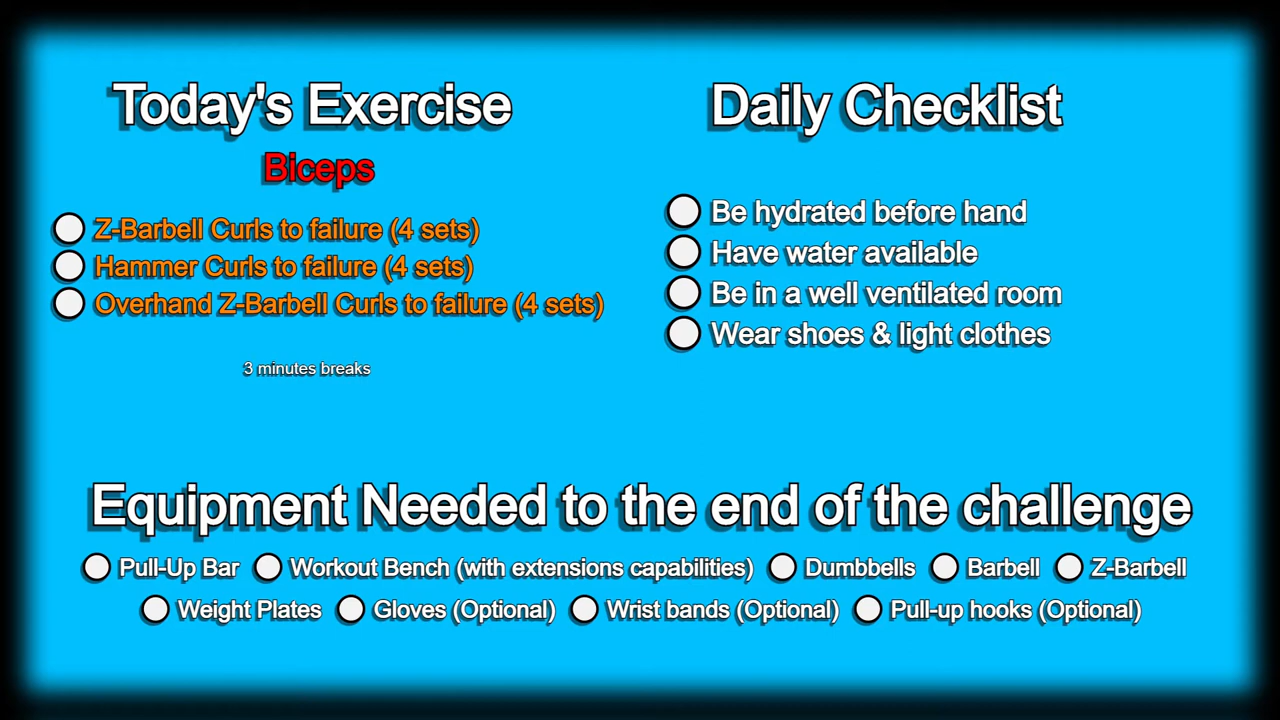 Today's Exercise
Biceps
Z-Barbell Curls to failure (4 sets)
Hammer Curls to failure (4 sets)
Overhand Z-Barbell Curls to failure (4 sets)
3 minutes breaks
Daily Checklist
Be hydrated before hand
Have water available
Be in a well ventilated room
Wear shoes & light clothes
Equipment Needed to the end of the challenge
Pull-Up Bar Workout Bench (with extensions capabilities) Dumbbells Barbell Z-Barbell
Weight Plates Gloves (Optional) Wrist bands (Optional) Pull-up hooks (Optional)